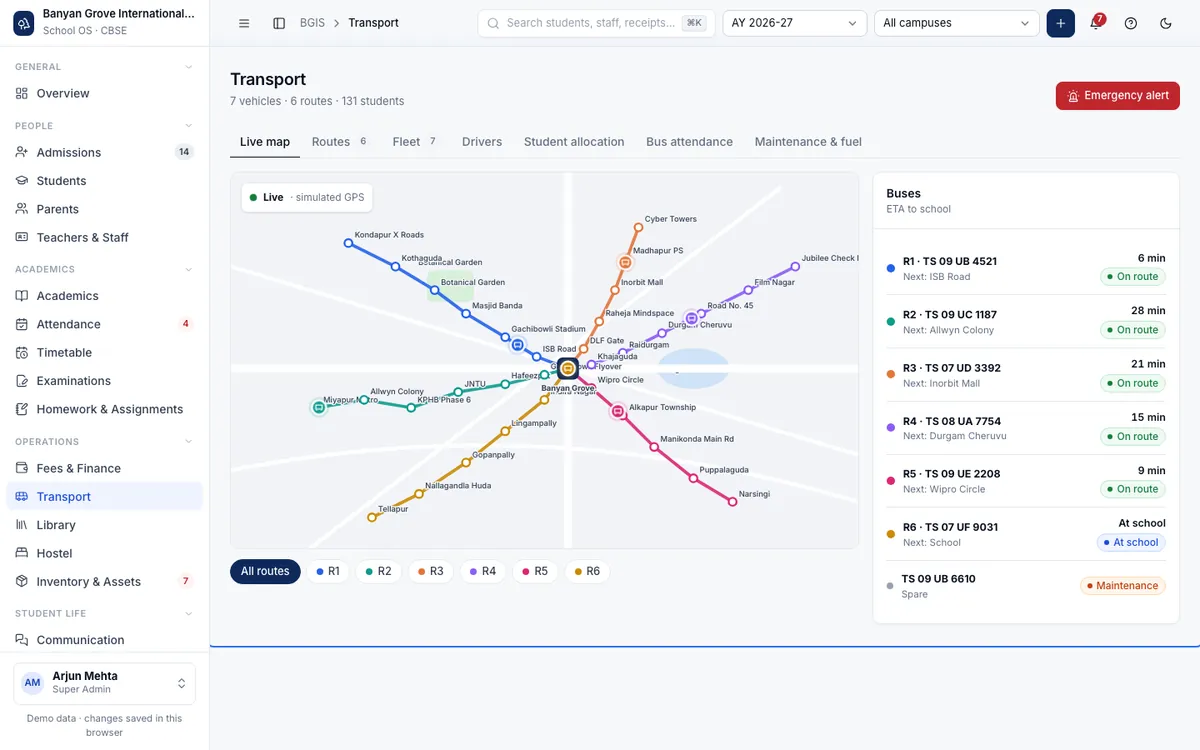 Banyan Grove International...
School OS · CBSE
GENERAL
Overview
PEOPLE
Admissions 14
Students
Parents
Teachers & Staff
ACADEMICS
Academics
Attendance 4
Timetable
Examinations
Homework & Assignments
OPERATIONS
Fees & Finance
Transport
Library
Hostel
Inventory & Assets 7
STUDENT LIFE
Communication
AM Arjun Mehta
Super Admin
Demo data · changes saved in this
browser
BGIS > Transport
Search students, staff, receipts... ⌘K
AY 2026-27
All campuses
7
Transport
7 vehicles · 6 routes · 131 students
Emergency alert
Live map
Routes 6
Fleet 7
Drivers
Student allocation
Bus attendance
Maintenance & fuel
Live · simulated GPS
Cyber Towers
Kondapur X Roads
Madhapur PS
Kothaguda
Botanical Garden
Jubilee Check
Botanical Garden
Inorbit Mall
Film Nagar
Masjid Banda
Road No. 45
Raheja Mindspace
Gachibowli Stadium
Durgam Cheruvu
DLF Gate
Raidurgam
ISB Road
Khajaguda
Flyover
Hafeez
Wipro Circle
JNTU
Banyan Grove
Allwyn Colony
Miyapur Metro
KPHB Phase 6
Alkapur Township
Lingampally
Manikonda Main Rd
Gopanpally
Puppalaguda
Nallagandla Huda
Narsingi
Tellapur
All routes
R1
R2
R3
R4
R5
R6
Buses
ETA to school
R1 · TS 09 UB 4521 6 min
Next: ISB Road On route
R2 · TS 09 UC 1187 28 min
Next: Allwyn Colony On route
R3 · TS 07 UD 3392 21 min
Next: Inorbit Mall On route
R4 · TS 08 UA 7754 15 min
Next: Durgam Cheruvu On route
R5 · TS 09 UE 2208 9 min
Next: Wipro Circle On route
R6 · TS 07 UF 9031 At school
Next: School At school
TS 09 UB 6610
Spare Maintenance